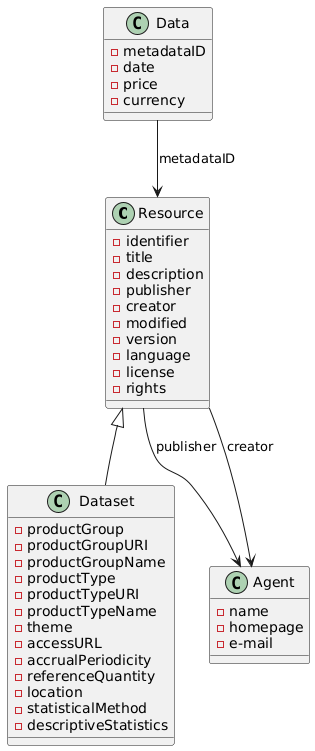 C Data
metadataID
date
price
currency
metadataID
C Resource
identifier
title
description
publisher
creator
modified
version
language
license
rights
publisher
creator
C Dataset
productGroup
productGroupURI
productGroupName
productType
productTypeURI
productTypeName
theme
accessURL
accrualPeriodicity
referenceQuantity
location
statisticalMethod
descriptiveStatistics
C Agent
name
homepage
e-mail